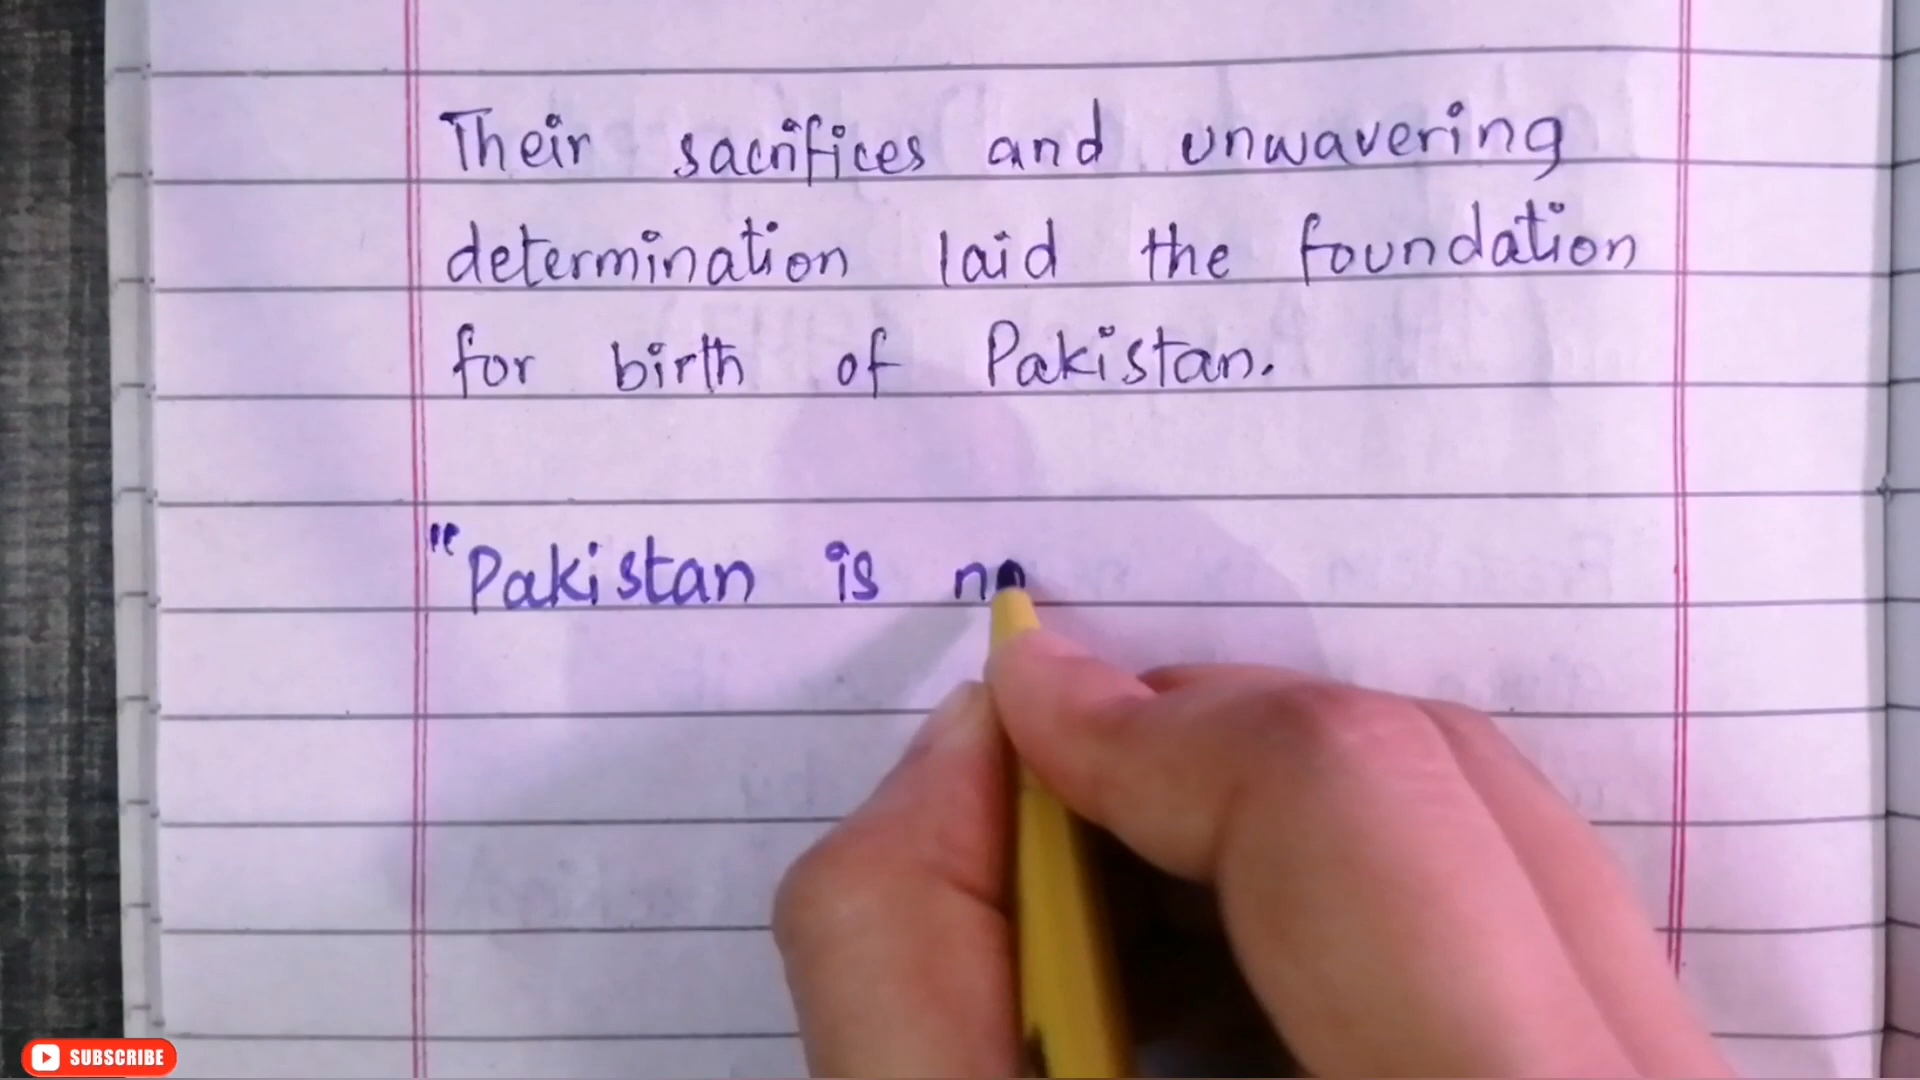 Their sacrifices and unwavering
determination laid the foundation
for birth of Pakistan.
"Pakistan is
SUBSCRIBE